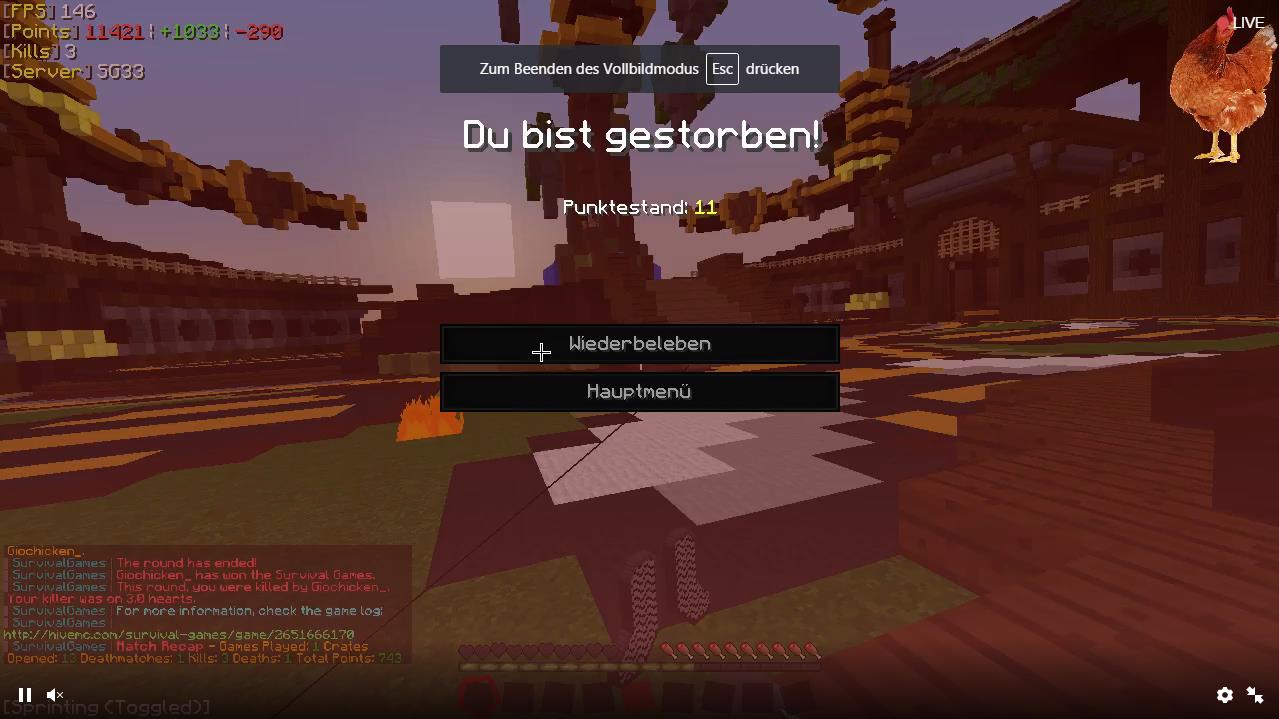 [FPS] 146
[Points] 11421 | +1033 | -290
[Kills] 3
[Server] 5033
LIVE
Zum Beenden des Vollbildmodus Esc drücken
Du bist gestorben!
Punktestand: 11
Wiederbeleben
Hauptmenü
Giochicken_.
| SurvivalGames | The round has ended!
| SurvivalGames | Giochicken_ has won the Survival Games.
| SurvivalGames | This round, you were killed by Giochicken_.
Your killer was on 3.0 hearts.
| SurvivalGames | For more information, check the game log:
| SurvivalGames |
http://hivemc.com/survival-games/game/2651666170
| SurvivalGames | Match Recap - Games Played: 1 Crates
Opened: 13 Deathmatches: 1 Kills: 3 Deaths: 1 Total Points: 743
[Sprinting (Toggled)]